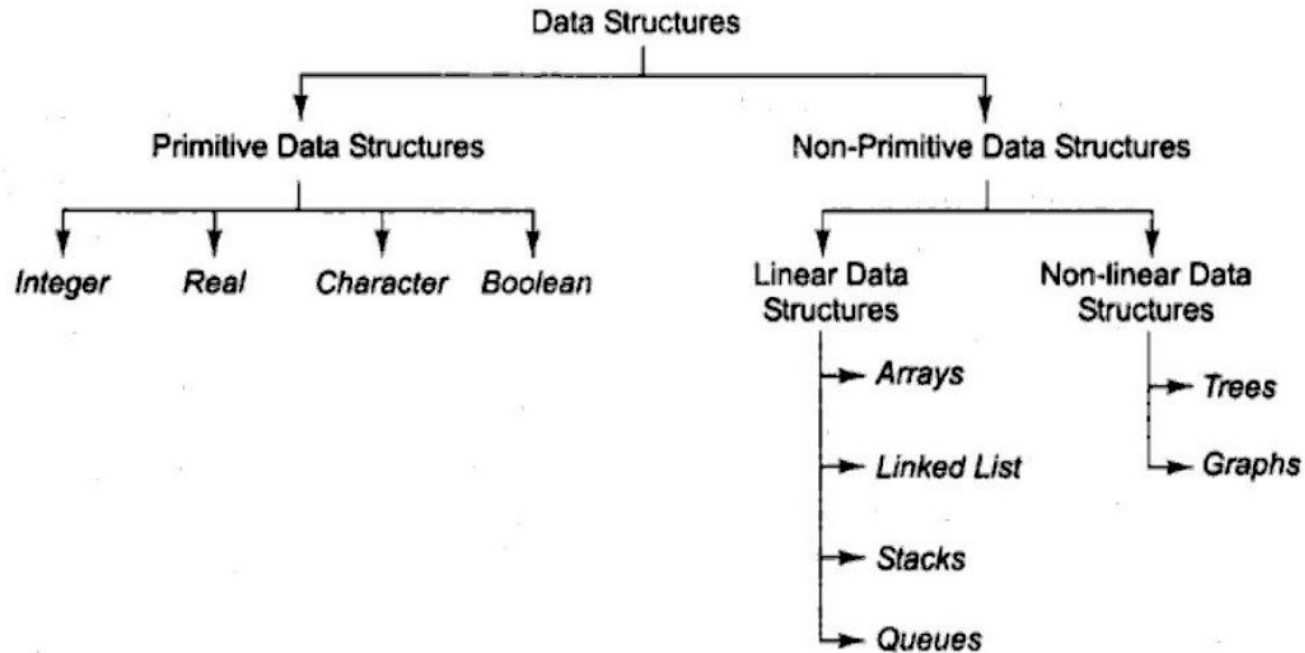 Data Structures
Primitive Data Structures
Non-Primitive Data Structures
Integer
Real
Character
Boolean
Linear Data
Structures
Non-linear Data
Structures
Arrays
Linked List
Stacks
Queues
Trees
Graphs